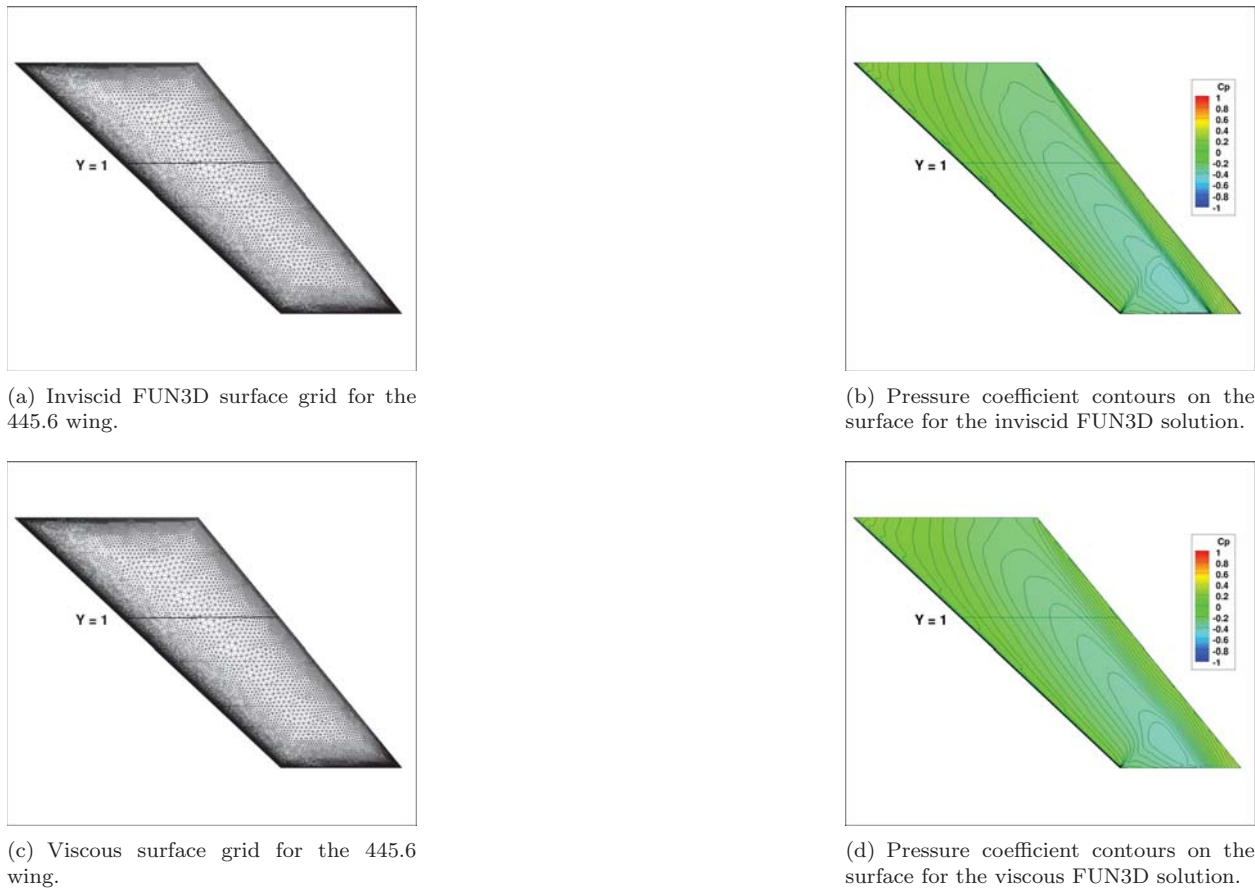 Y = 1
(a) Inviscid FUN3D surface grid for the
445.6 wing.
Cp
1
0.8
0.6
0.4
0.2
0
-0.2
-0.4
-0.6
-0.8
-1
Y = 1
(b) Pressure coefficient contours on the
surface for the inviscid FUN3D solution.
Y = 1
(c) Viscous surface grid for the 445.6
wing.
Cp
1
0.8
0.6
0.4
0.2
0
-0.2
-0.4
-0.6
-0.8
-1
Y = 1
(d) Pressure coefficient contours on the
surface for the viscous FUN3D solution.